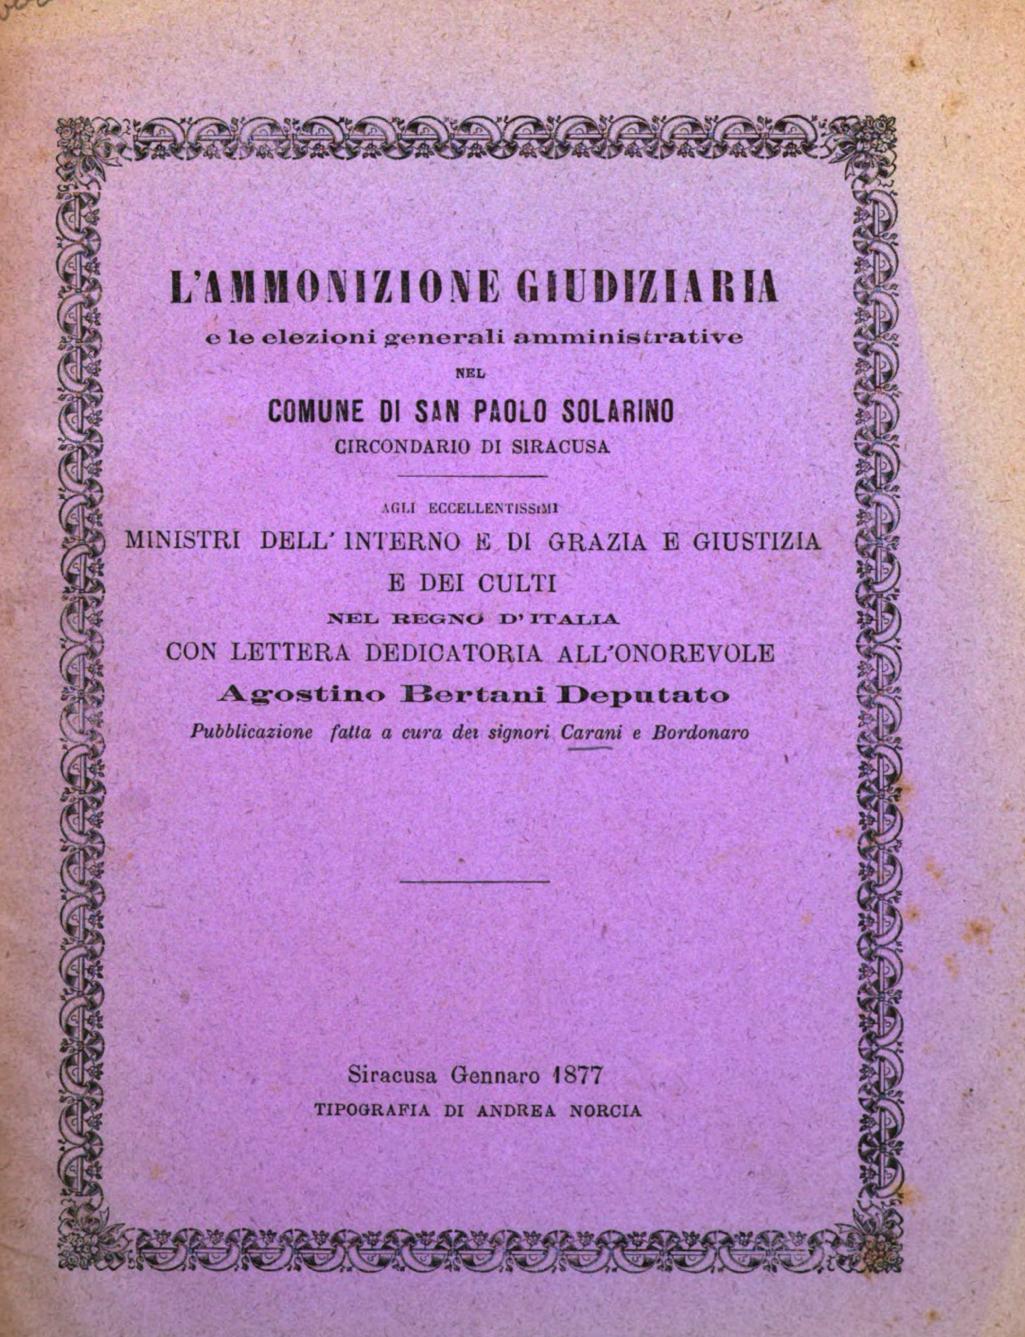 L'AMMONIZIONE GIUDIZIARIA
e le elezioni generali amministrative
NEL
COMUNE DI SAN PAOLO SOLARINO
CIRCONDARIO DI SIRACUSA
AGLI ECCELLENTISSIMI
MINISTRI DELL'INTERNO E DI GRAZIA E GIUSTIZIA
E DEI CULTI
NEL REGNO D'ITALIA
CON LETTERA DEDICATORIA ALL'ONOREVOLE
Agostino Bertani Deputato
Pubblicazione fatta a cura dei signori Carani e Bordonaro
Siracusa Gennaro 1877
TIPOGRAFIA DI ANDREA NORCIA